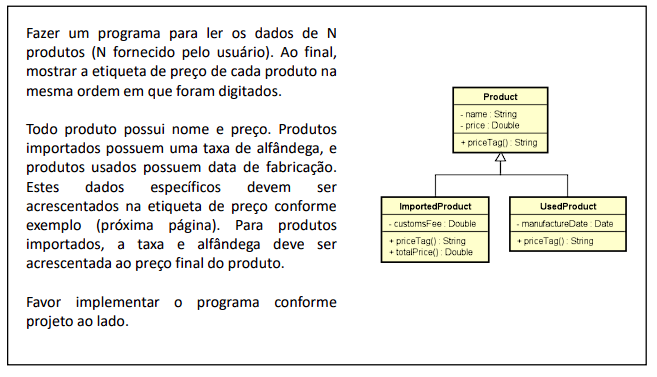 Fazer um programa para ler os dados de N
produtos (N fornecido pelo usuário). Ao final,
mostrar a etiqueta de preço de cada produto na
mesma ordem em que foram digitados.
Todo produto possui nome e preço. Produtos
importados possuem uma taxa de alfândega, e
produtos usados possuem data de fabricação.
Estes dados específicos devem ser
acrescentados na etiqueta de preço conforme
exemplo (próxima página). Para produtos
importados, a taxa e alfândega deve ser
acrescentada ao preço final do produto.
Favor implementar o programa conforme
projeto ao lado.
Product
- name : String
- price : Double
+ priceTag() : String
ImportedProduct
- customsFee : Double
+ priceTag() : String
+ totalPrice() : Double
UsedProduct
- manufactureDate : Date
+ priceTag() : String